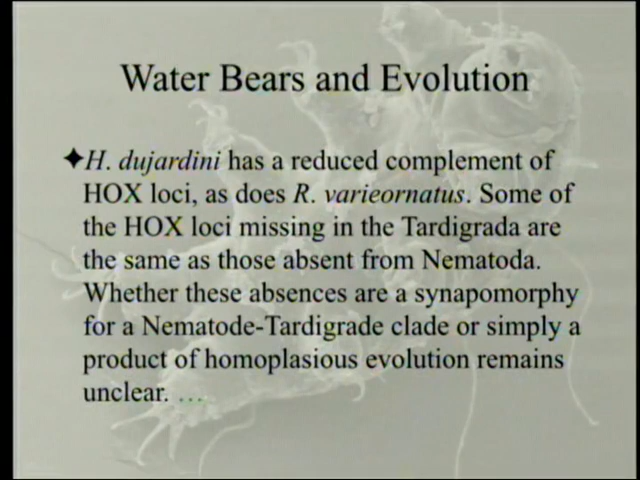 Water Bears and Evolution
✦H. dujardini has a reduced complement of
HOX loci, as does R. varieornatus. Some of
the HOX loci missing in the Tardigrada are
the same as those absent from Nematoda.
Whether these absences are a synapomorphy
for a Nematode-Tardigrade clade or simply a
product of homoplasious evolution remains
unclear. …